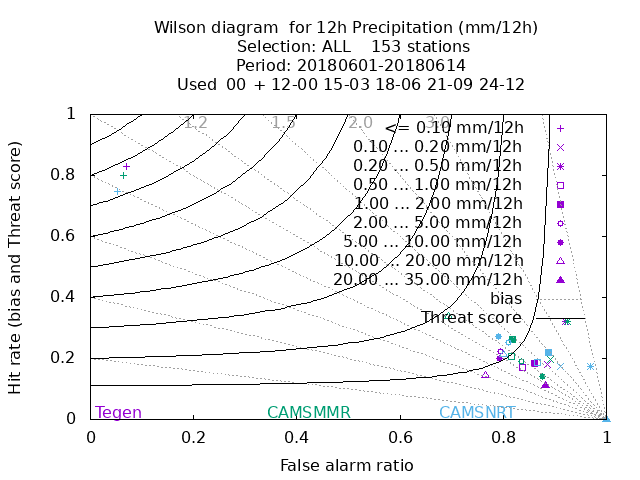 Wilson diagram  for 12h Precipitation (mm/12h)
Selection: ALL    153 stations
Period: 20180601-20180614
Used  00 + 12-00 15-03 18-06 21-09 24-12
1.2 1.5 2.0 3.0
<= 0.10 mm/12h
0.10 ... 0.20 mm/12h
0.20 ... 0.50 mm/12h
0.50 ... 1.00 mm/12h
1.00 ... 2.00 mm/12h
2.00 ... 5.00 mm/12h
5.00 ... 10.00 mm/12h
10.00 ... 20.00 mm/12h
20.00 ... 35.00 mm/12h
bias
Threat score
1
0.8
0.6
0.4
0.2
0
Hit rate (bias and Threat score)
Tegen CAMSMMR CAMSNRT
0 0.2 0.4 0.6 0.8 1
False alarm ratio